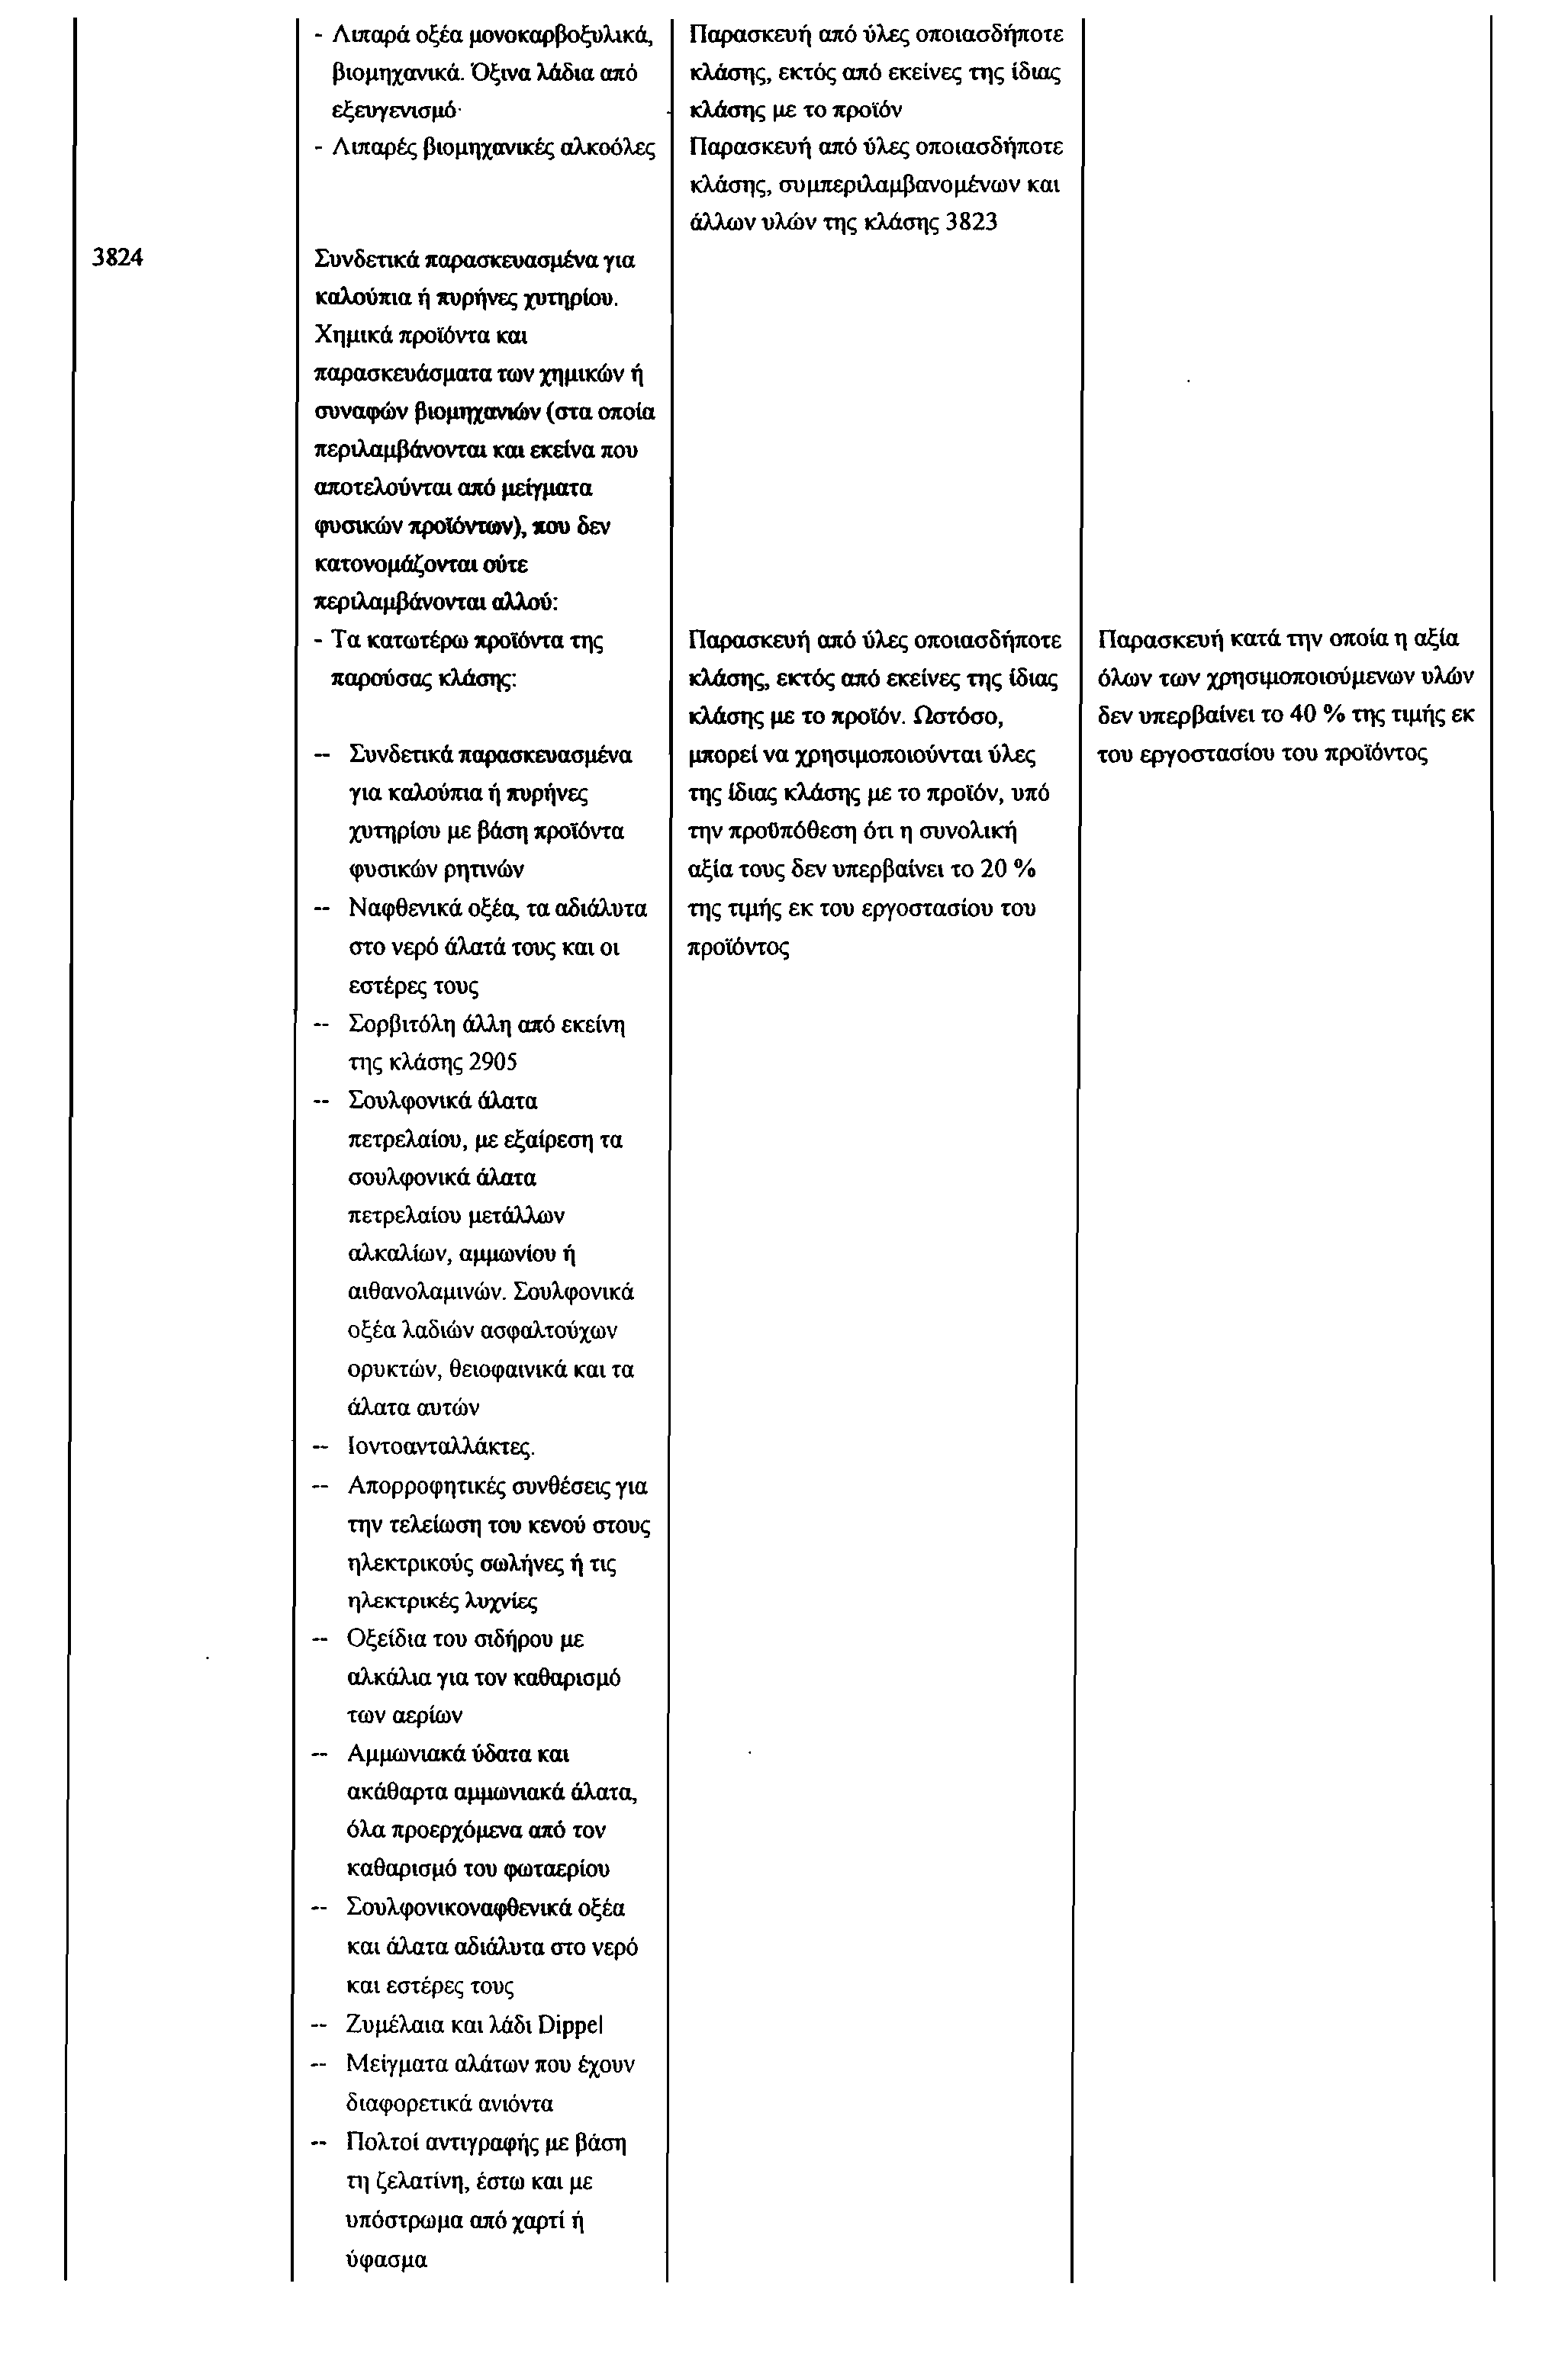 - Λιπαρά οξέα μονοκαρβοξυλικά,
βιομηχανικά. Όξινα λάδια από
εξευγενισμό·
Παρασκευή από ύλες οποιασδήποτε
κλάσης, εκτός από εκείνες της ίδιας
κλάσης με το προϊόν
- Λιπαρές βιομηχανικές αλκοόλες
Παρασκευή από ύλες οποιασδήποτε
κλάσης, συμπεριλαμβανομένων και
άλλων υλών της κλάσης 3823
3824
Συνδετικά παρασκευασμένα για
καλούπια ή πυρήνες χυτηρίου.
Χημικά προϊόντα και
παρασκευάσματα των χημικών ή
συναφών βιομηχανιών (στα οποία
περιλαμβάνονται και εκείνα που
αποτελούνται από μείγματα
φυσικών προϊόντων), που δεν
κατονομάζονται ούτε
περιλαμβάνονται αλλού:
- Τα κατωτέρω προϊόντα της
παρούσας κλάσης:
-- Συνδετικά παρασκευασμένα
για καλούπια ή πυρήνες
χυτηρίου με βάση προϊόντα
φυσικών ρητινών
-- Ναφθενικά οξέα, τα αδιάλυτα
στο νερό άλατά τους και οι
εστέρες τους
-- Σορβιτόλη άλλη από εκείνη
της κλάσης 2905
-- Σουλφονικά άλατα
πετρελαίου, με εξαίρεση τα
σουλφονικά άλατα
πετρελαίου μετάλλων
αλκαλίων, αμμωνίου ή
αιθανολαμινών. Σουλφονικά
οξέα λαδιών ασφαλτούχων
ορυκτών, θειοφαινικά και τα
άλατα αυτών
-- Ιοντοανταλλάκτες.
-- Απορροφητικές συνθέσεις για
την τελείωση του κενού στους
ηλεκτρικούς σωλήνες ή τις
ηλεκτρικές λυχνίες
-- Οξείδια του σιδήρου με
αλκάλια για τον καθαρισμό
των αερίων
-- Αμμωνιακά ύδατα και
ακάθαρτα αμμωνιακά άλατα,
όλα προερχόμενα από τον
καθαρισμό του φωταερίου
-- Σουλφονικοναφθενικά οξέα
και άλατα αδιάλυτα στο νερό
και εστέρες τους
-- Ζυμέλαια και λάδι Dippel
-- Μείγματα αλάτων που έχουν
διαφορετικά ανιόντα
-- Πολτοί αντιγραφής με βάση
τη ζελατίνη, έστω και με
υπόστρωμα από χαρτί ή
ύφασμα
Παρασκευή από ύλες οποιασδήποτε
κλάσης, εκτός από εκείνες της ίδιας
κλάσης με το προϊόν. Ωστόσο,
μπορεί να χρησιμοποιούνται ύλες
της ίδιας κλάσης με το προϊόν, υπό
την προϋπόθεση ότι η συνολική
αξία τους δεν υπερβαίνει το 20 %
της τιμής εκ του εργοστασίου του
προϊόντος
Παρασκευή κατά την οποία η αξία
όλων των χρησιμοποιούμενων υλών
δεν υπερβαίνει το 40 % της τιμής εκ
του εργοστασίου του προϊόντος